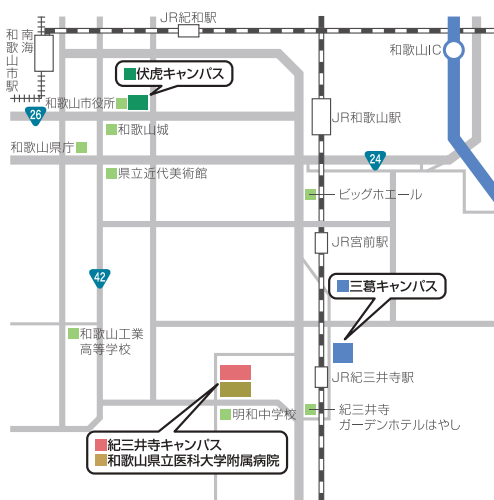 JR紀和駅
南海
和歌山市駅
和歌山IC
伏虎キャンパス
和歌山市役所
26
JR和歌山駅
和歌山城
和歌山県庁
24
県立近代美術館
ビッグホエール
JR宮前駅
42
三葛キャンパス
和歌山工業
高等学校
JR紀三井寺駅
明和中学校
紀三井寺
ガーデンホテルはやし
紀三井寺キャンパス
和歌山県立医科大学附属病院